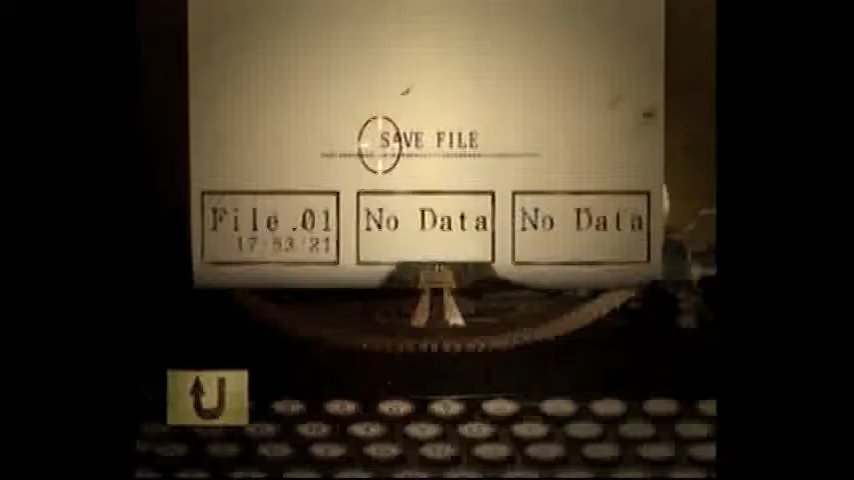 SAVE FILE
File.01
17:53:21
No Data
No Data